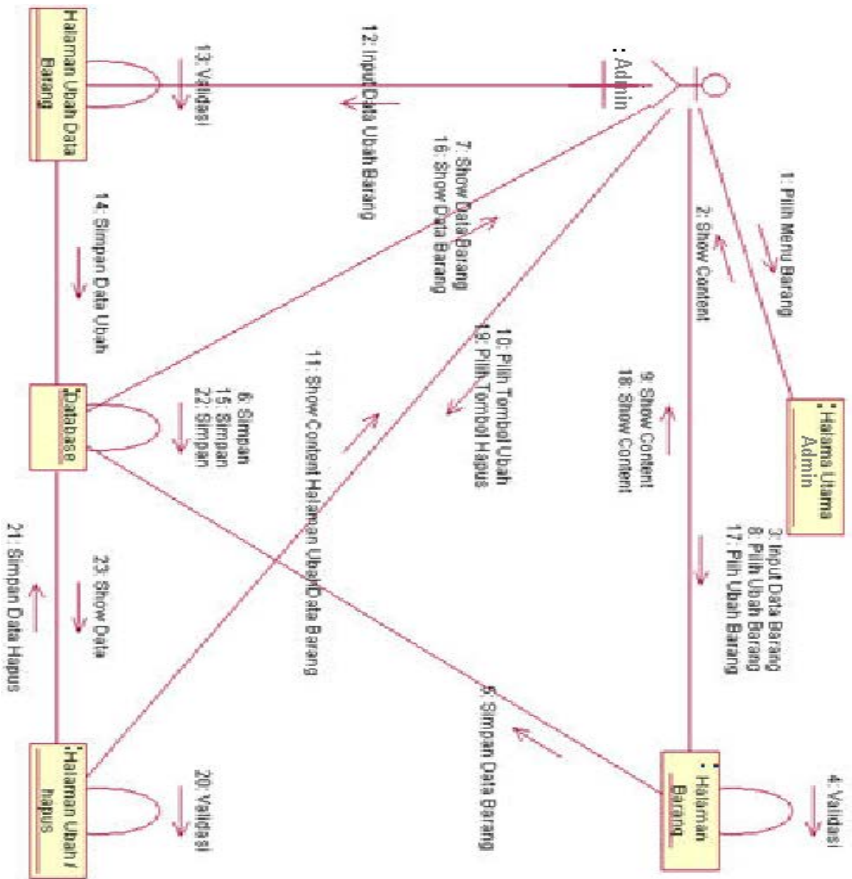 : Admin
1: Pilih Menu Barang
2: Show Content
: Halama Utama
Admin
3: Input Data Barang
8: Pilih Ubah Barang
17: Pilih Ubah Barang
9: Show Content
18: Show Content
4: Validasi
: Halaman
Barang
5: Simpan Data Barang
7: Show Data Barang
16: Show Data Barang
10: Pilih Tombol Ubah
19: Pilih Tombol Hapus
11: Show Content Halaman Ubah Data Barang
12: Input Data Ubah Barang
13: Validasi
Halaman Ubah Data
Barang
14: Simpan Data Ubah
:Database
6: Simpan
15: Simpan
22: Simpan
23: Show Data
21: Simpan Data Hapus
:Halaman Ubah /
hapus
20: Validasi